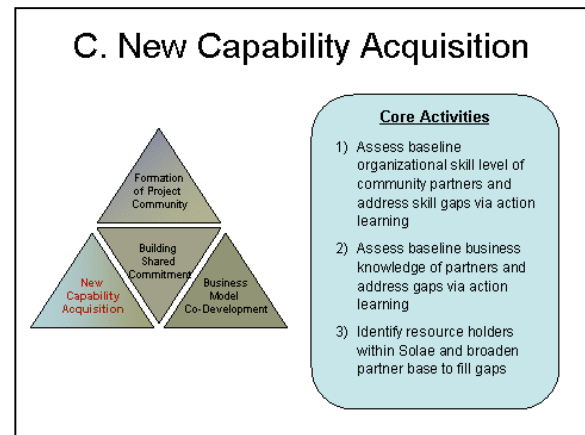 C. New Capability Acquisition
Formation
of Project
Community
Building
Shared
Commitment
New
Capability
Acquisition
Business
Model
Co-Development
Core Activities
1) Assess baseline
organizational skill level of
community partners and
address skill gaps via action
learning
2) Assess baseline business
knowledge of partners and
address gaps via action
learning
3) Identify resource holders
within Solae and broaden
partner base to fill gaps